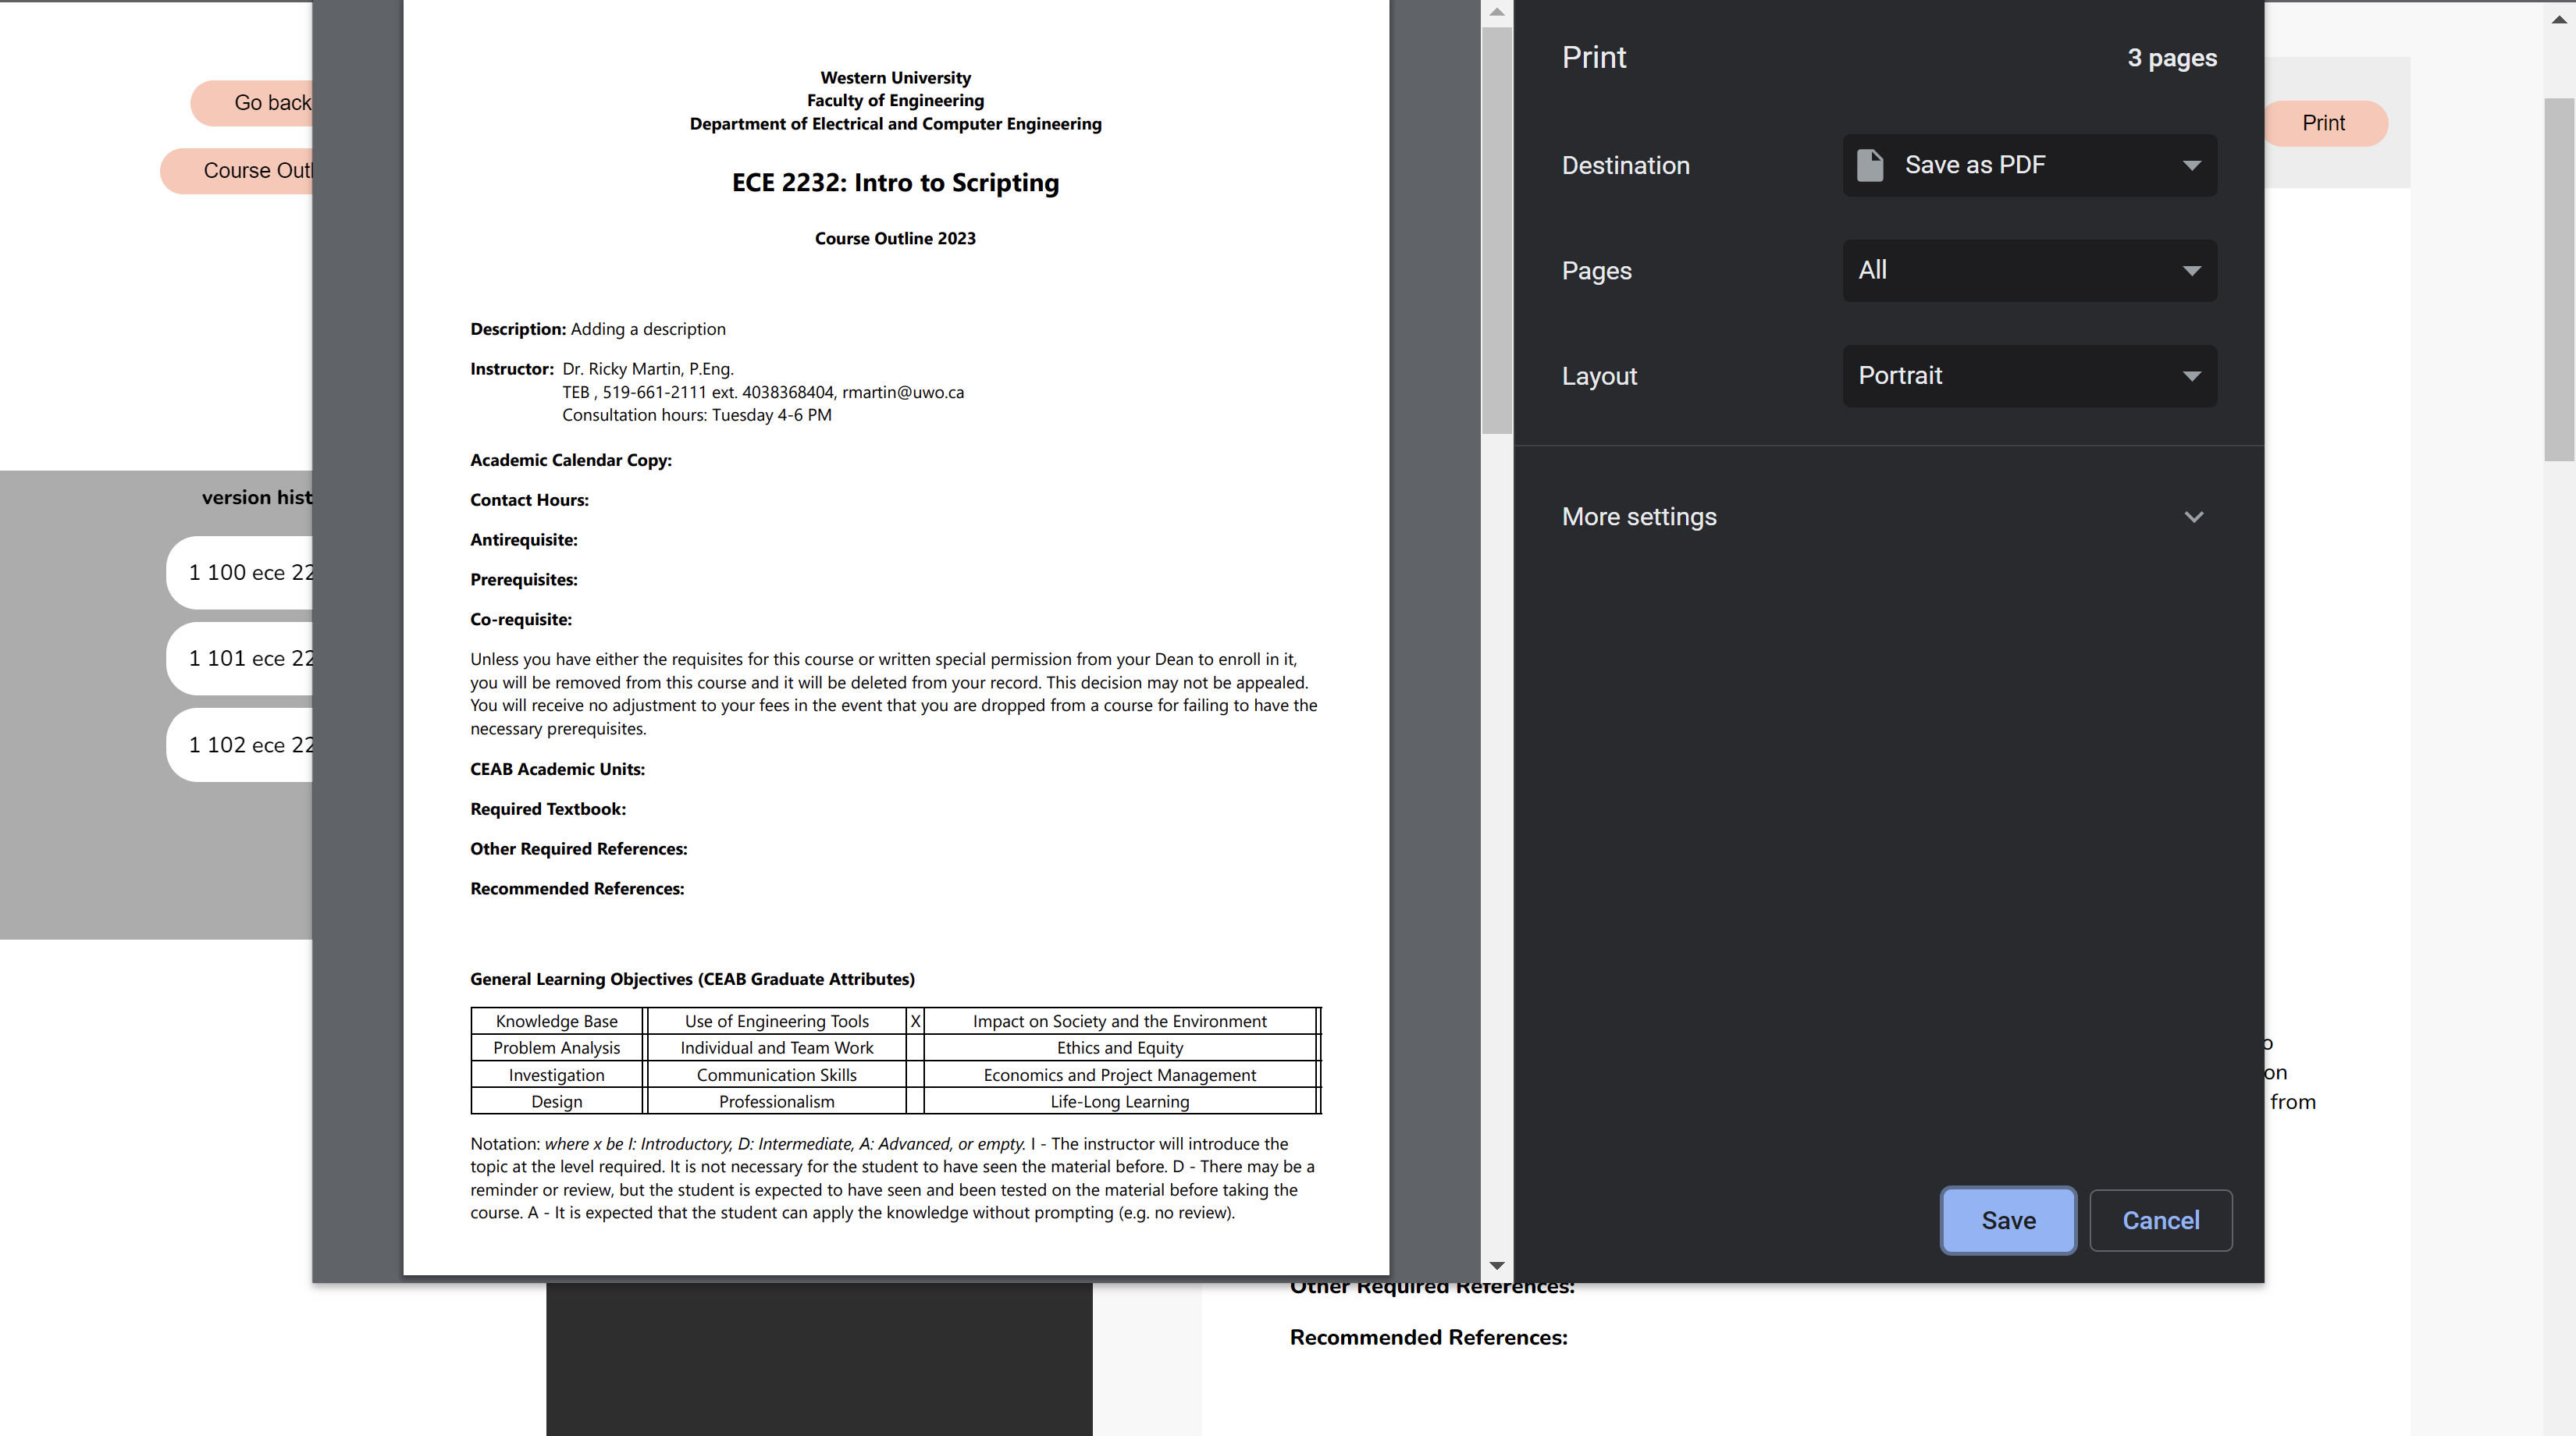 Go back
Course Outl
version hist
1 100 ece 22
1 101 ece 22
1 102 ece 22
Western University
Faculty of Engineering
Department of Electrical and Computer Engineering
ECE 2232: Intro to Scripting
Course Outline 2023
Description: Adding a description
Instructor: Dr. Ricky Martin, P.Eng.
TEB , 519-661-2111 ext. 4038368404, rmartin@uwo.ca
Consultation hours: Tuesday 4-6 PM
Academic Calendar Copy:
Contact Hours:
Antirequisite:
Prerequisites:
Co-requisite:
Unless you have either the requisites for this course or written special permission from your Dean to enroll in it,
you will be removed from this course and it will be deleted from your record. This decision may not be appealed.
You will receive no adjustment to your fees in the event that you are dropped from a course for failing to have the
necessary prerequisites.
CEAB Academic Units:
Required Textbook:
Other Required References:
Recommended References:
General Learning Objectives (CEAB Graduate Attributes)
Knowledge Base Use of Engineering Tools X Impact on Society and the Environment
Problem Analysis Individual and Team Work Ethics and Equity
Investigation Communication Skills Economics and Project Management
Design Professionalism Life-Long Learning
Notation: where x be I: Introductory, D: Intermediate, A: Advanced, or empty. I - The instructor will introduce the
topic at the level required. It is not necessary for the student to have seen the material before. D - There may be a
reminder or review, but the student is expected to have seen and been tested on the material before taking the
course. A - It is expected that the student can apply the knowledge without prompting (e.g. no review).
Print 3 pages
Destination Save as PDF
Pages All
Layout Portrait
More settings
Save Cancel
Print
o
on
from
Other Required References:
Recommended References: